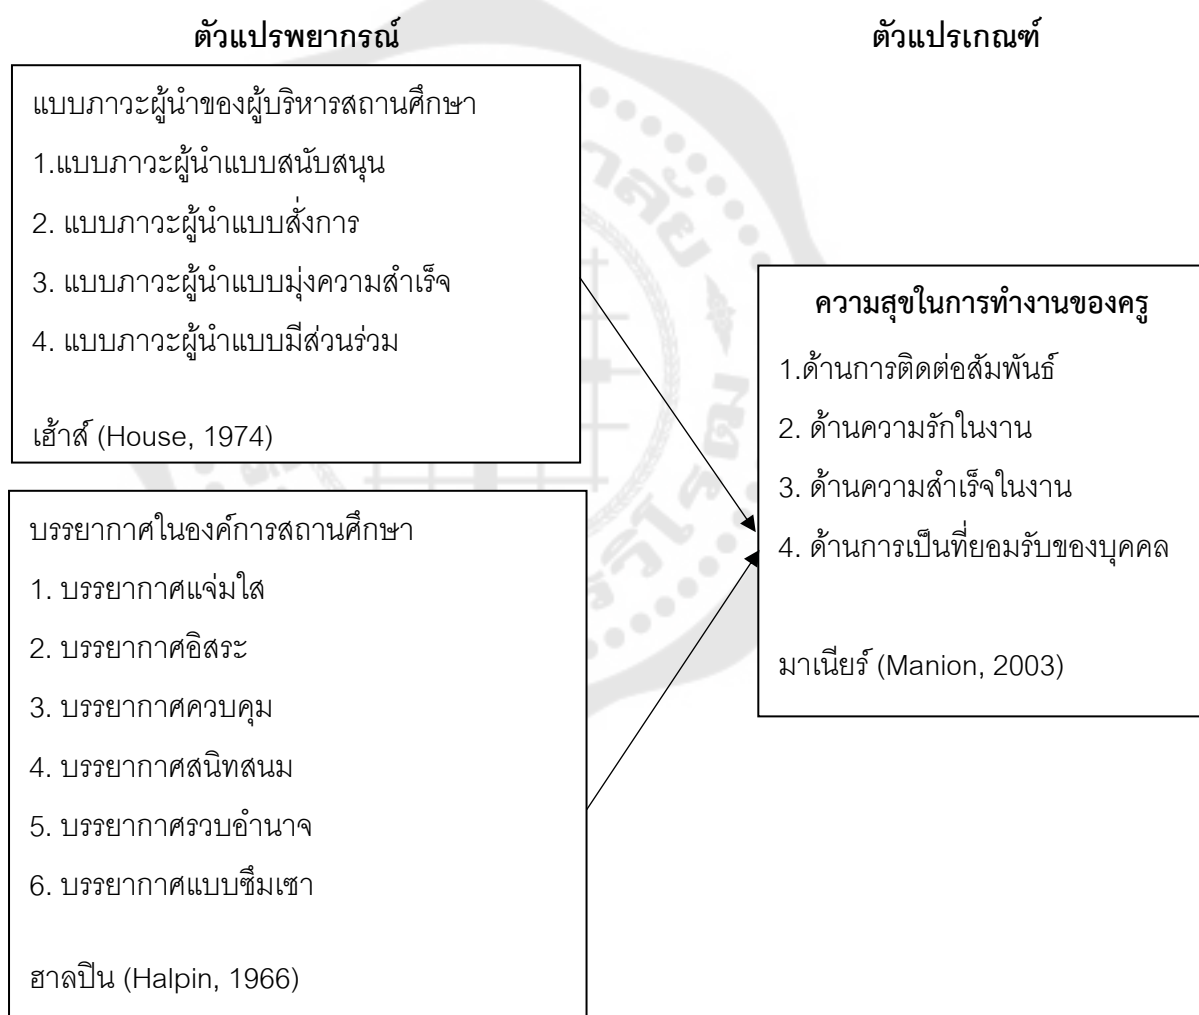 ตัวแปรพยากรณ์
ตัวแปรเกณฑ์
แบบภาวะผู้นำของผู้บริหารสถานศึกษา
1.แบบภาวะผู้นำแบบสนับสนุน
2. แบบภาวะผู้นำแบบสั่งการ
3. แบบภาวะผู้นำแบบมุ่งความสำเร็จ
4. แบบภาวะผู้นำแบบมีส่วนร่วม
เฮ้าส์ (House, 1974)
บรรยากาศในองค์การสถานศึกษา
1. บรรยากาศแจ่มใส
2. บรรยากาศอิสระ
3. บรรยากาศควบคุม
4. บรรยากาศสนิทสนม
5. บรรยากาศรวบอำนาจ
6. บรรยากาศแบบซึมเซา
ฮาลปิน (Halpin, 1966)
ความสุขในการทำงานของครู
1.ด้านการติดต่อสัมพันธ์
2. ด้านความรักในงาน
3. ด้านความสำเร็จในงาน
4. ด้านการเป็นที่ยอมรับของบุคคล
มาเนียร์ (Manion, 2003)